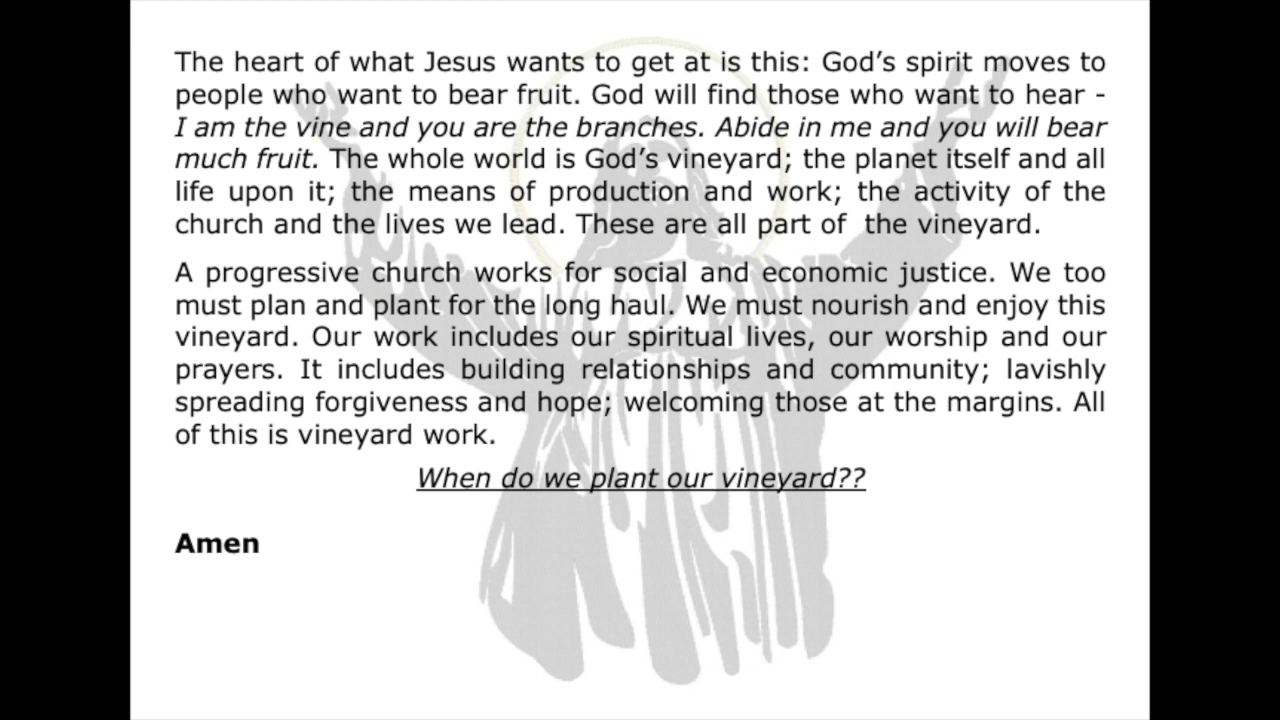 The heart of what Jesus wants to get at is this: God’s spirit moves to
people who want to bear fruit. God will find those who want to hear -
I am the vine and you are the branches. Abide in me and you will bear
much fruit. The whole world is God’s vineyard; the planet itself and all
life upon it; the means of production and work; the activity of the
church and the lives we lead. These are all part of  the vineyard.
A progressive church works for social and economic justice. We too
must plan and plant for the long haul. We must nourish and enjoy this
vineyard. Our work includes our spiritual lives, our worship and our
prayers. It includes building relationships and community; lavishly
spreading forgiveness and hope; welcoming those at the margins. All
of this is vineyard work.
When do we plant our vineyard??
Amen